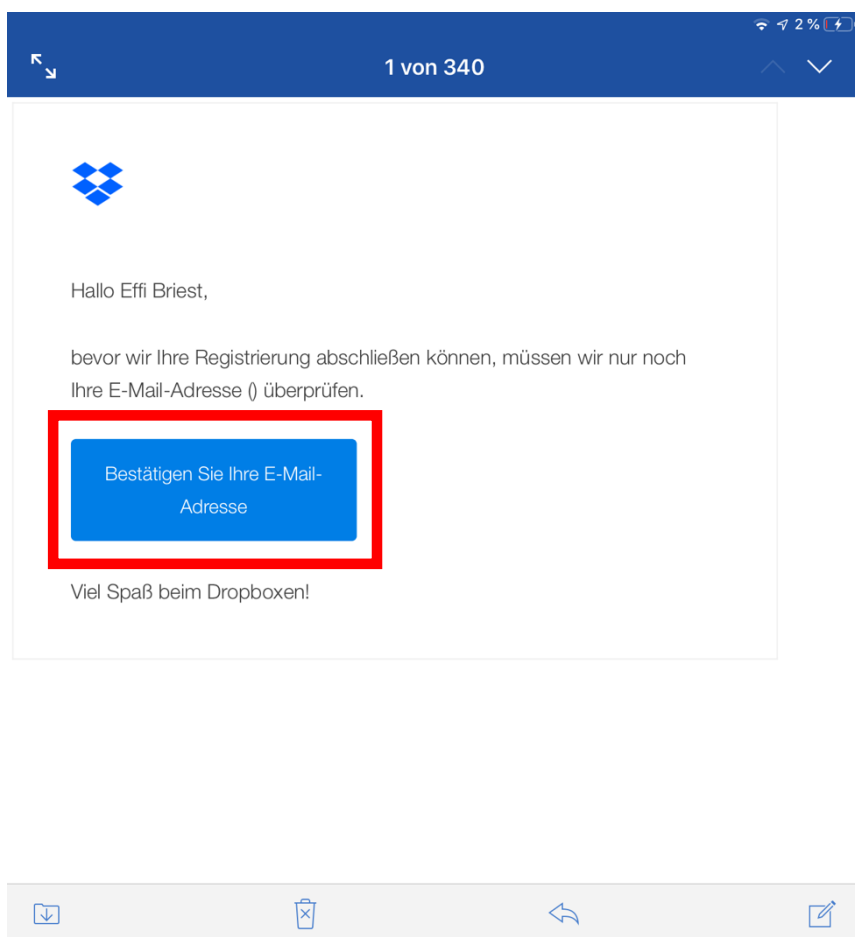 2 %
1 von 340
Hallo Effi Briest,
bevor wir Ihre Registrierung abschließen können, müssen wir nur noch
Ihre E-Mail-Adresse () überprüfen.
Bestätigen Sie Ihre E-Mail-
Adresse
Viel Spaß beim Dropboxen!